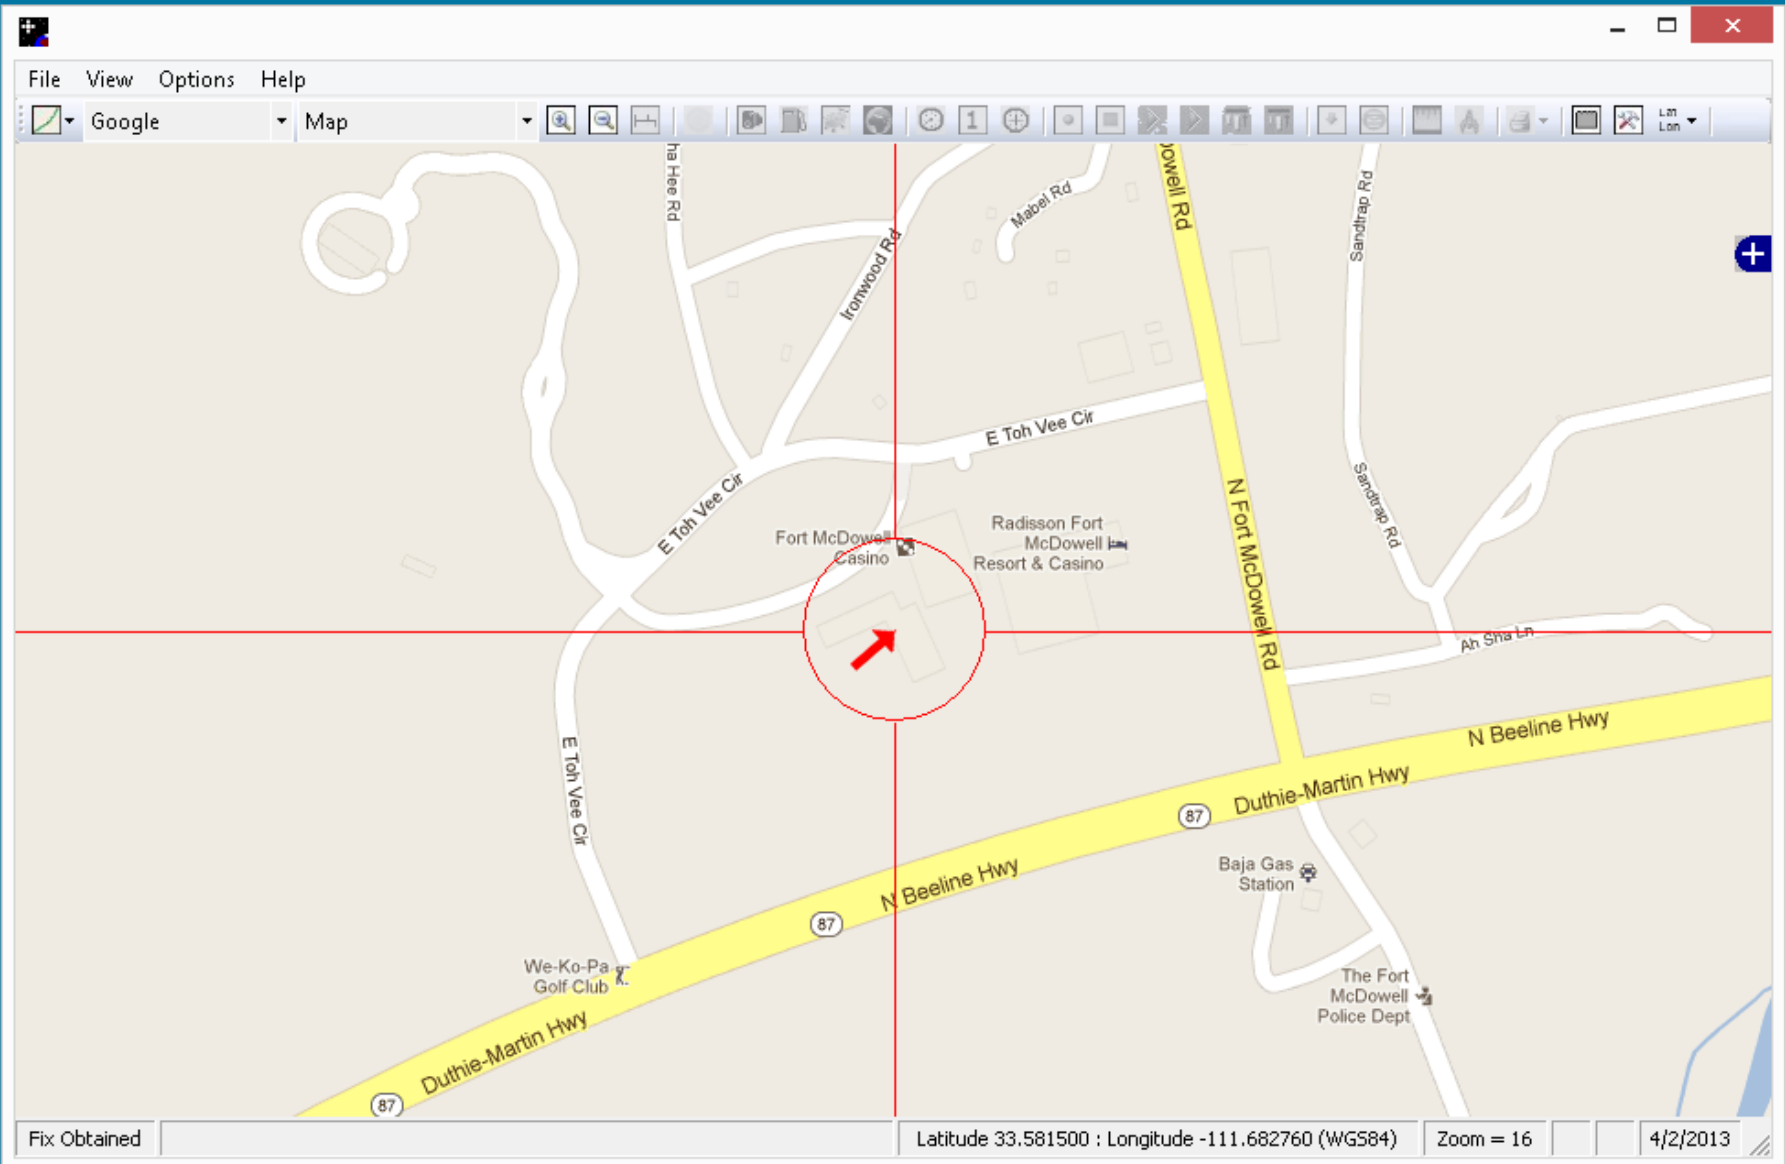 File View Options Help
Google Map 1 Lat
Lon
ha Hee Rd
Mabel Rd
Sandtrap Rd
Ironwood Rd
E Toh Vee Cir
E Toh Vee Cir
Sandtrap Rd
N Fort McDowell Rd
Fort McDowell
Casino
Radisson Fort
McDowell
Resort & Casino
Ah Sha Ln
E Toh Vee Cir
N Beeline Hwy
Duthie-Martin Hwy
87
N Beeline Hwy
87
Baja Gas
Station
We-Ko-Pa
Golf Club
The Fort
McDowell
Police Dept
Duthie-Martin Hwy
87
Fix Obtained Latitude 33.581500 : Longitude -111.682760 (WGS84) Zoom = 16 4/2/2013